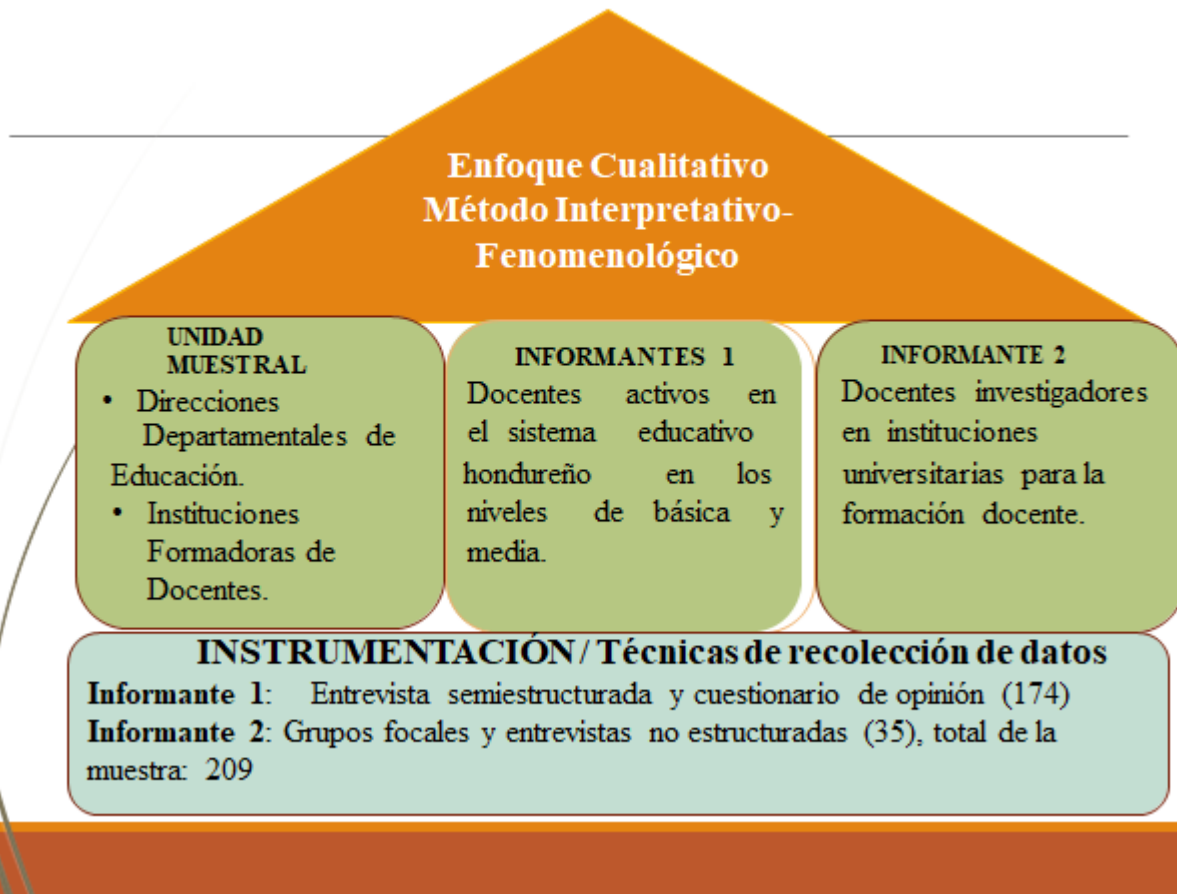 Enfoque Cualitativo
Método Interpretativo-
Fenomenológico
UNIDAD
MUESTRAL
• Direcciones
Departamentales de
Educación.
• Instituciones
Formadoras de
Docentes.
INFORMANTES 1
Docentes activos en
el sistema educativo
hondureño en los
niveles de básica y
media.
INFORMANTE 2
Docentes investigadores
en instituciones
universitarias para la
formación docente.
INSTRUMENTACIÓN / Técnicas de recolección de datos
Informante 1: Entrevista semiestructurada y cuestionario de opinión (174)
Informante 2: Grupos focales y entrevistas no estructuradas (35), total de la
muestra: 209